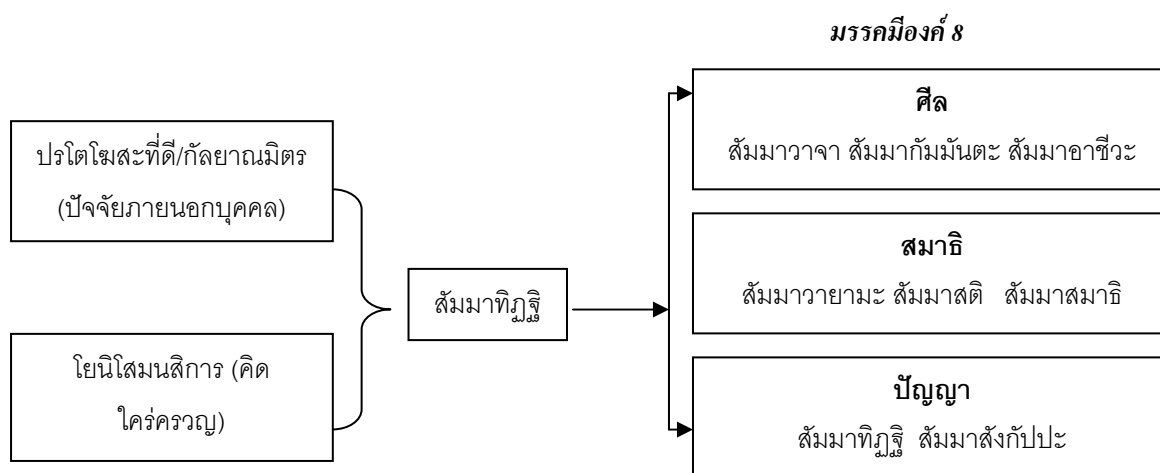 มรรคมีองค์ 8
ศีล
สัมมาวาจา สัมมากัมมันตะ สัมมาอาชีวะ
ปรโตโฆสะที่ดี/กัลยาณมิตร
(ปัจจัยภายนอกบุคคล)
สมาธิ
สัมมาวายามะ สัมมาสติ สัมมาสมาธิ
สัมมาทิฏฐิ
โยนิโสมนสิการ (คิด
ใคร่ครวญ)
ปัญญา
สัมมาทิฏฐิ สัมมาสังกัปปะ